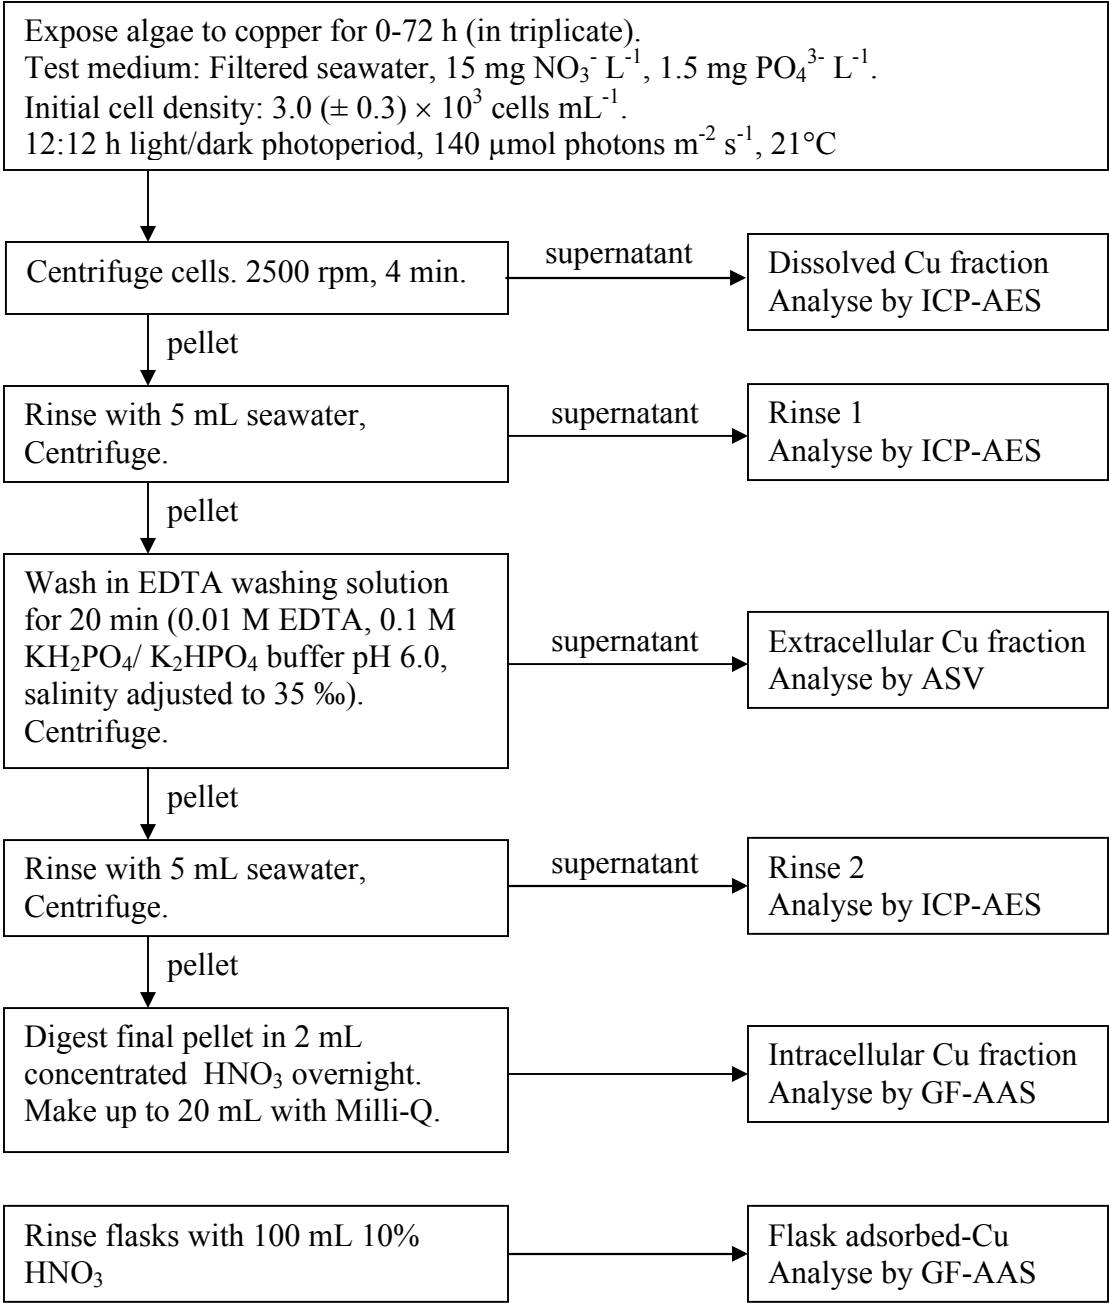 Expose algae to copper for 0-72 h (in triplicate).
Test medium: Filtered seawater, 15 mg NO₃⁻ L⁻¹, 1.5 mg PO₄³⁻ L⁻¹.
Initial cell density: 3.0 (± 0.3) × 10³ cells mL⁻¹.
12:12 h light/dark photoperiod, 140 µmol photons m⁻² s⁻¹, 21°C
Centrifuge cells. 2500 rpm, 4 min.
supernatant
Dissolved Cu fraction
Analyse by ICP-AES
pellet
Rinse with 5 mL seawater,
Centrifuge.
supernatant
Rinse 1
Analyse by ICP-AES
pellet
Wash in EDTA washing solution
for 20 min (0.01 M EDTA, 0.1 M
KH₂PO₄/ K₂HPO₄ buffer pH 6.0,
salinity adjusted to 35 ‰).
Centrifuge.
supernatant
Extracellular Cu fraction
Analyse by ASV
pellet
Rinse with 5 mL seawater,
Centrifuge.
supernatant
Rinse 2
Analyse by ICP-AES
pellet
Digest final pellet in 2 mL
concentrated  HNO₃ overnight.
Make up to 20 mL with Milli-Q.
Intracellular Cu fraction
Analyse by GF-AAS
Rinse flasks with 100 mL 10%
HNO₃
Flask adsorbed-Cu
Analyse by GF-AAS